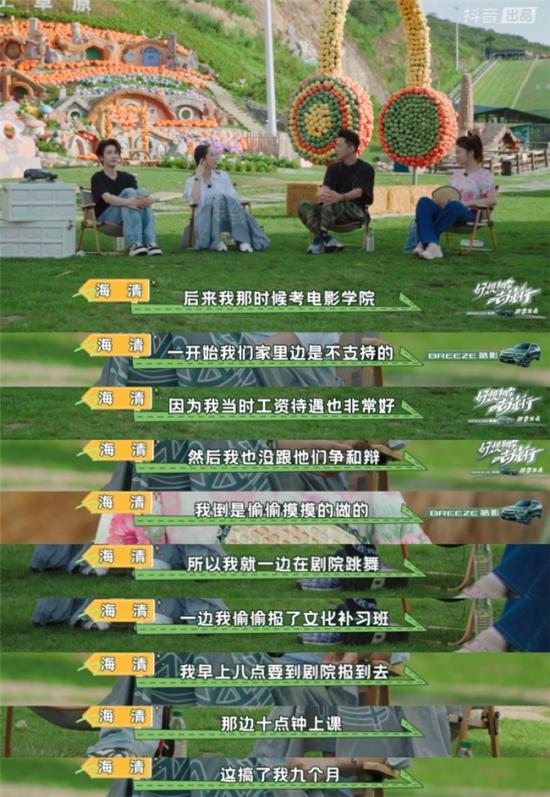 草原
抖音 出品
海清
后来我那时候考电影学院
海清
一开始我们家里边是不支持的
BREEZE 皓影
海清
因为我当时工资待遇也非常好
海清
然后我也没跟他们争和辩
海清
我倒是偷偷摸摸的做的
BREEZE 皓影
海清
所以我就一边在剧院跳舞
海清
一边我偷偷报了文化补习班
海清
我早上八点要到剧院报到去
海清
那边十点钟上课
海清
这搞了我九个月